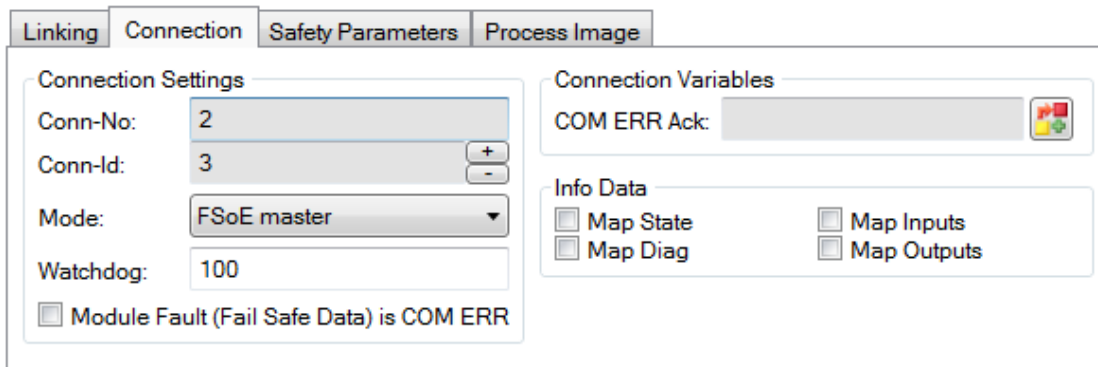 Linking Connection Safety Parameters Process Image
Connection Settings
Conn-No: 2
Conn-Id: 3 + -
Mode: FSoE master
Watchdog: 100
Module Fault (Fail Safe Data) is COM ERR
Connection Variables
COM ERR Ack:
Info Data
Map State Map Inputs
Map Diag Map Outputs